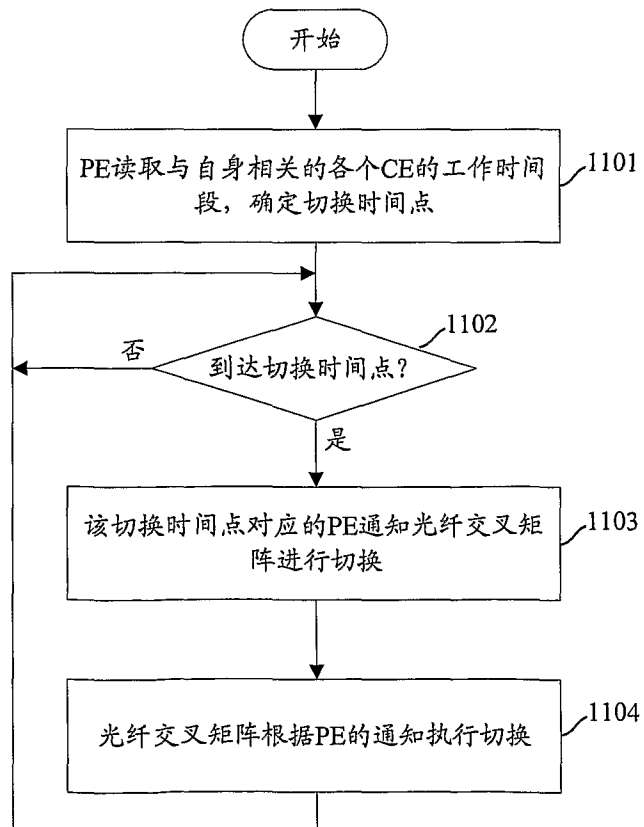 开始
PE读取与自身相关的各个CE的工作时间
段，确定切换时间点
1101
1102
否
到达切换时间点？
是
该切换时间点对应的PE通知光纤交叉矩
阵进行切换
1103
光纤交叉矩阵根据PE的通知执行切换
1104